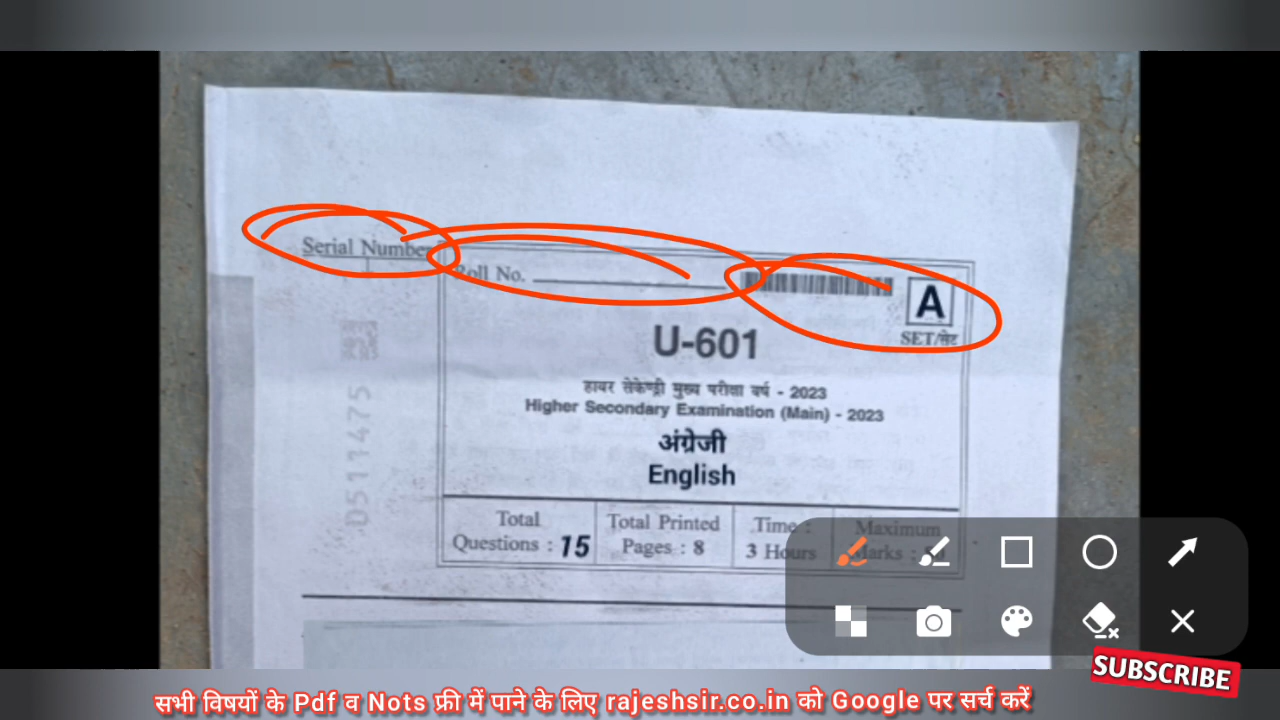 Serial Number
Roll No.
A
SET/सेट
U-601
हायर सेकेण्ड्री मुख्य परीक्षा वर्ष - 2023
Higher Secondary Examination (Main) - 2023
अंग्रेजी
English
D511475
Total Questions : 15
Total Printed Pages : 8
Time : 3 Hours
Maximum Marks :
SUBSCRIBE
सभी विषयों के Pdf व Nots फ्री में पाने के लिए rajeshsir.co.in को Google पर सर्च करें